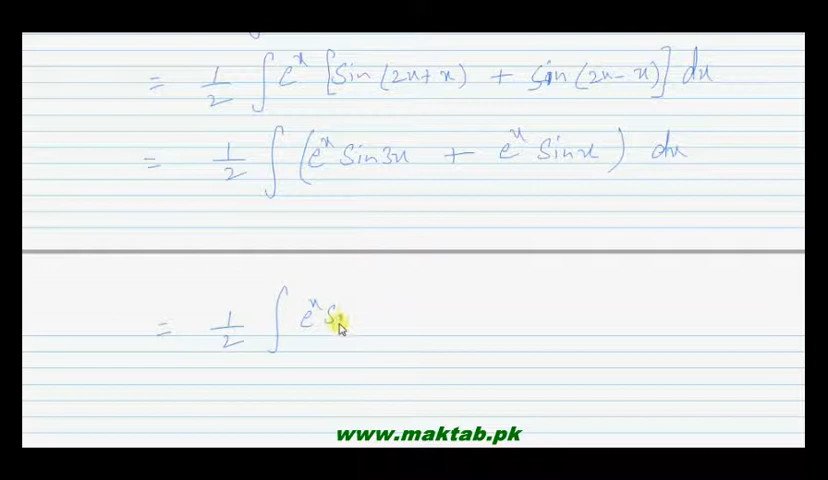 = 1/2 ∫ e^x [Sin (2x+x) + Sin (2x-x)] dx
= 1/2 ∫ (e^x Sin3x + e^x Sinx) dx
= 1/2 ∫ e^x S
www.maktab.pk